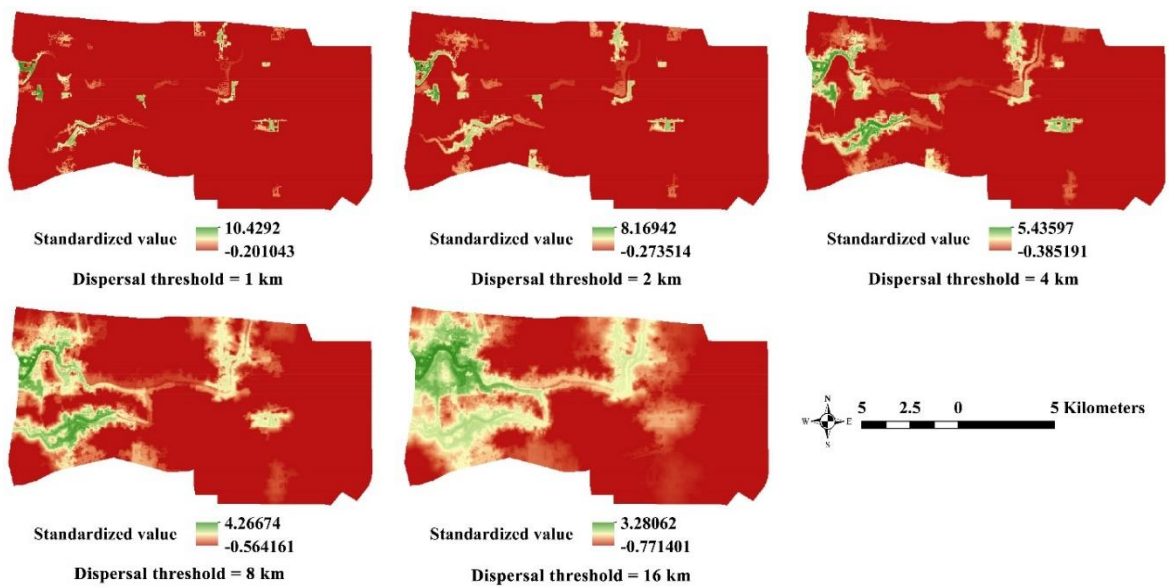 Standardized value 10.4292
-0.201043
Dispersal threshold = 1 km
Standardized value 8.16942
-0.273514
Dispersal threshold = 2 km
Standardized value 5.43597
-0.385191
Dispersal threshold = 4 km
Standardized value 4.26674
-0.564161
Dispersal threshold = 8 km
Standardized value 3.28062
-0.771401
Dispersal threshold = 16 km
N
W E
S
5 2.5 0 5 Kilometers